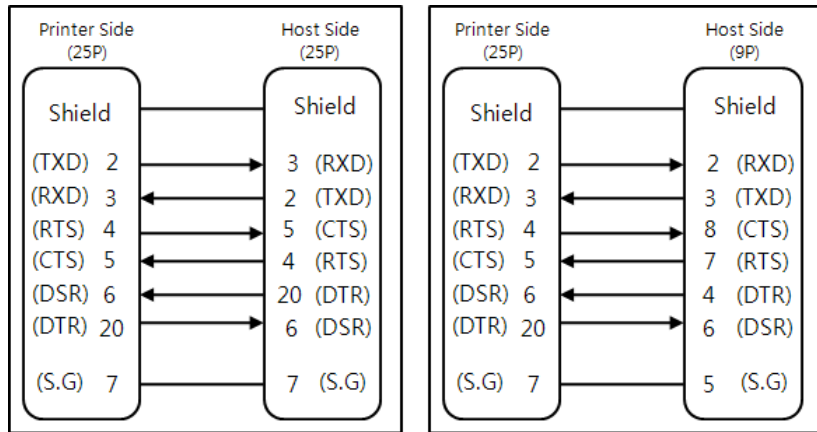 Printer Side
(25P)
Host Side
(25P)
Shield
Shield
(TXD) 2
3 (RXD)
(RXD) 3
2 (TXD)
(RTS) 4
5 (CTS)
(CTS) 5
4 (RTS)
(DSR) 6
20 (DTR)
(DTR) 20
6 (DSR)
(S.G) 7
7 (S.G)
Printer Side
(25P)
Host Side
(9P)
Shield
Shield
(TXD) 2
2 (RXD)
(RXD) 3
3 (TXD)
(RTS) 4
8 (CTS)
(CTS) 5
7 (RTS)
(DSR) 6
4 (DTR)
(DTR) 20
6 (DSR)
(S.G) 7
5 (S.G)